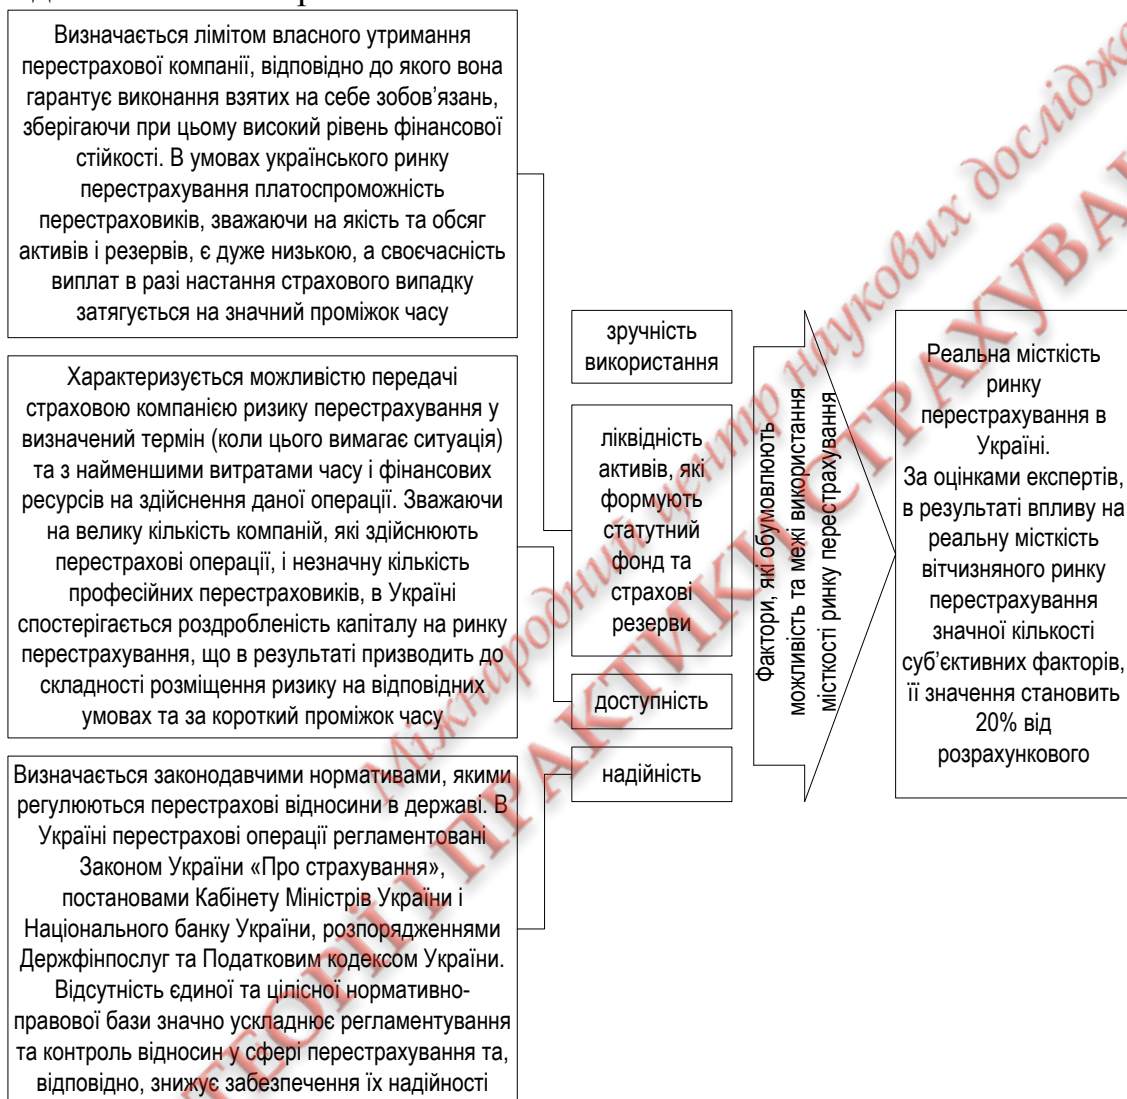 Визначається лімітом власного утримання
перестрахової компанії, відповідно до якого вона
гарантує виконання взятих на себе зобов’язань,
зберігаючи при цьому високий рівень фінансової
стійкості. В умовах українського ринку
перестрахування платоспроможність
перестраховиків, зважаючи на якість та обсяг
активів і резервів, є дуже низькою, а своєчасність
виплат в разі настання страхового випадку
затягується на значний проміжок часу
Характеризується можливістю передачі
страховою компанією ризику перестрахування у
визначений термін (коли цього вимагає ситуація)
та з найменшими витратами часу і фінансових
ресурсів на здійснення даної операції. Зважаючи
на велику кількість компаній, які здійснюють
перестрахові операції, і незначну кількість
професійних перестраховиків, в Україні
спостерігається роздробленість капіталу на ринку
перестрахування, що в результаті призводить до
складності розміщення ризику на відповідних
умовах та за короткий проміжок часу
Визначається законодавчими нормативами, якими
регулюються перестрахові відносини в державі. В
Україні перестрахові операції регламентовані
Законом України «Про страхування»,
постановами Кабінету Міністрів України і
Національного банку України, розпорядженнями
Держфінпослуг та Податковим кодексом України.
Відсутність єдиної та цілісної нормативно-
правової бази значно ускладнює регламентування
та контроль відносин у сфері перестрахування та,
відповідно, знижує забезпечення їх надійності
зручність
використання
ліквідність
активів, які
формують
статутний
фонд та
страхові
резерви
доступність
надійність
Фактори, які обумовлюють
можливість та межі використання
місткості ринку перестрахування
Реальна місткість
ринку
перестрахування в
Україні.
За оцінками експертів,
в результаті впливу на
реальну місткість
вітчизняного ринку
перестрахування
значної кількості
суб’єктивних факторів,
її значення становить
20% від
розрахункового
Міжнародний центр наукових
ТЕОРІЇ І ПРАКТИКИ